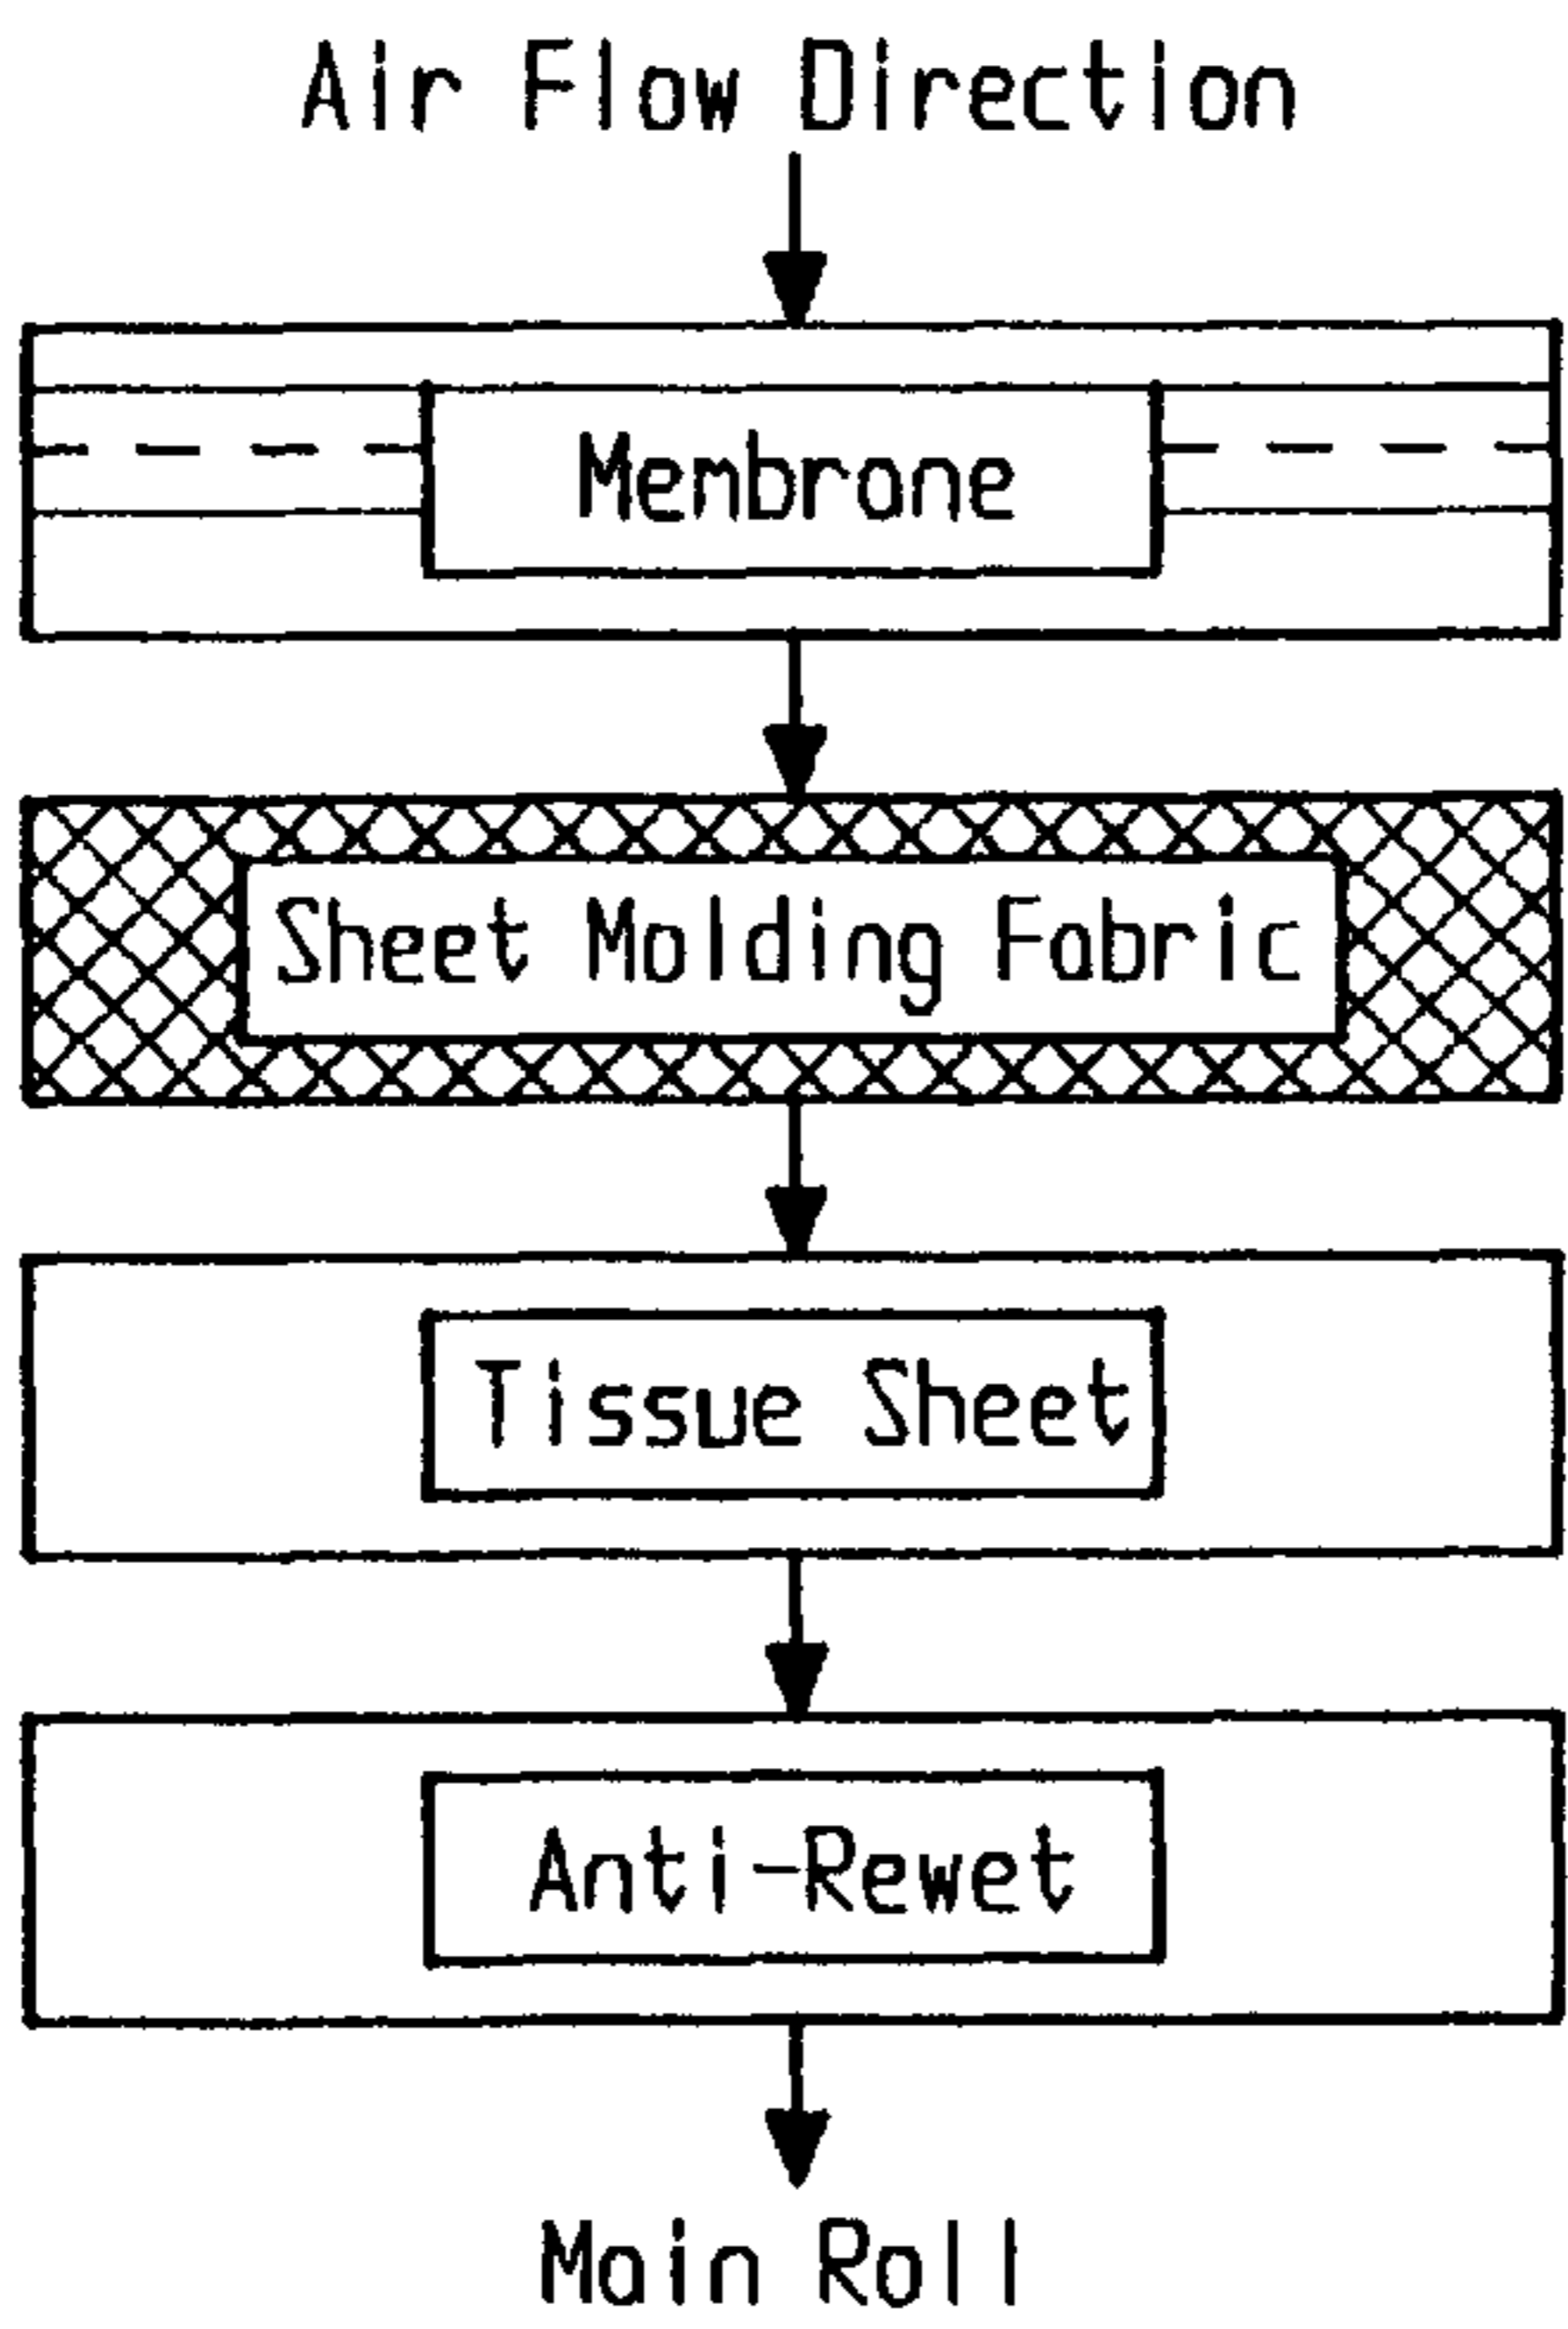 Air Flow Direction
Membrane
Sheet Molding Fabric
Tissue Sheet
Anti-Rewet
Main Roll